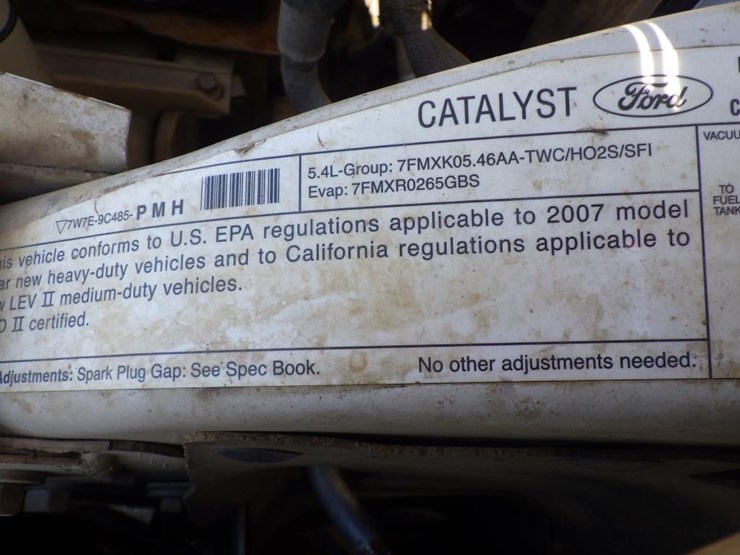 CATALYST Ford
C
VACUU
5.4L-Group: 7FMXK05.46AA-TWC/HO2S/SFI
Evap: 7FMXR0265GBS
7W7E-9C485- PMH
TO
FUEL
TANK
is vehicle conforms to U.S. EPA regulations applicable to 2007 model
ar new heavy-duty vehicles and to California regulations applicable to
LEV II medium-duty vehicles.
D II certified.
Adjustments: Spark Plug Gap: See Spec Book. No other adjustments needed.